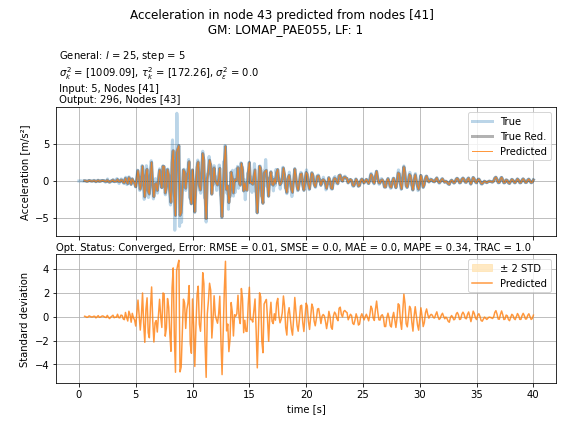 Acceleration in node 43 predicted from nodes [41]
GM: LOMAP_PAE055, LF: 1
General: l = 25, step = 5
σ²ₖ = [1009.09], τ²ₖ = [172.26], σ²ε = 0.0
Input: 5, Nodes [41]
Output: 296, Nodes [43]
Acceleration [m/s²]
5
0
−5
True
True Red.
Predicted
Opt. Status: Converged, Error: RMSE = 0.01, SMSE = 0.0, MAE = 0.0, MAPE = 0.34, TRAC = 1.0
Standard deviation
4
2
0
−2
−4
± 2 STD
Predicted
0 5 10 15 20 25 30 35 40
time [s]